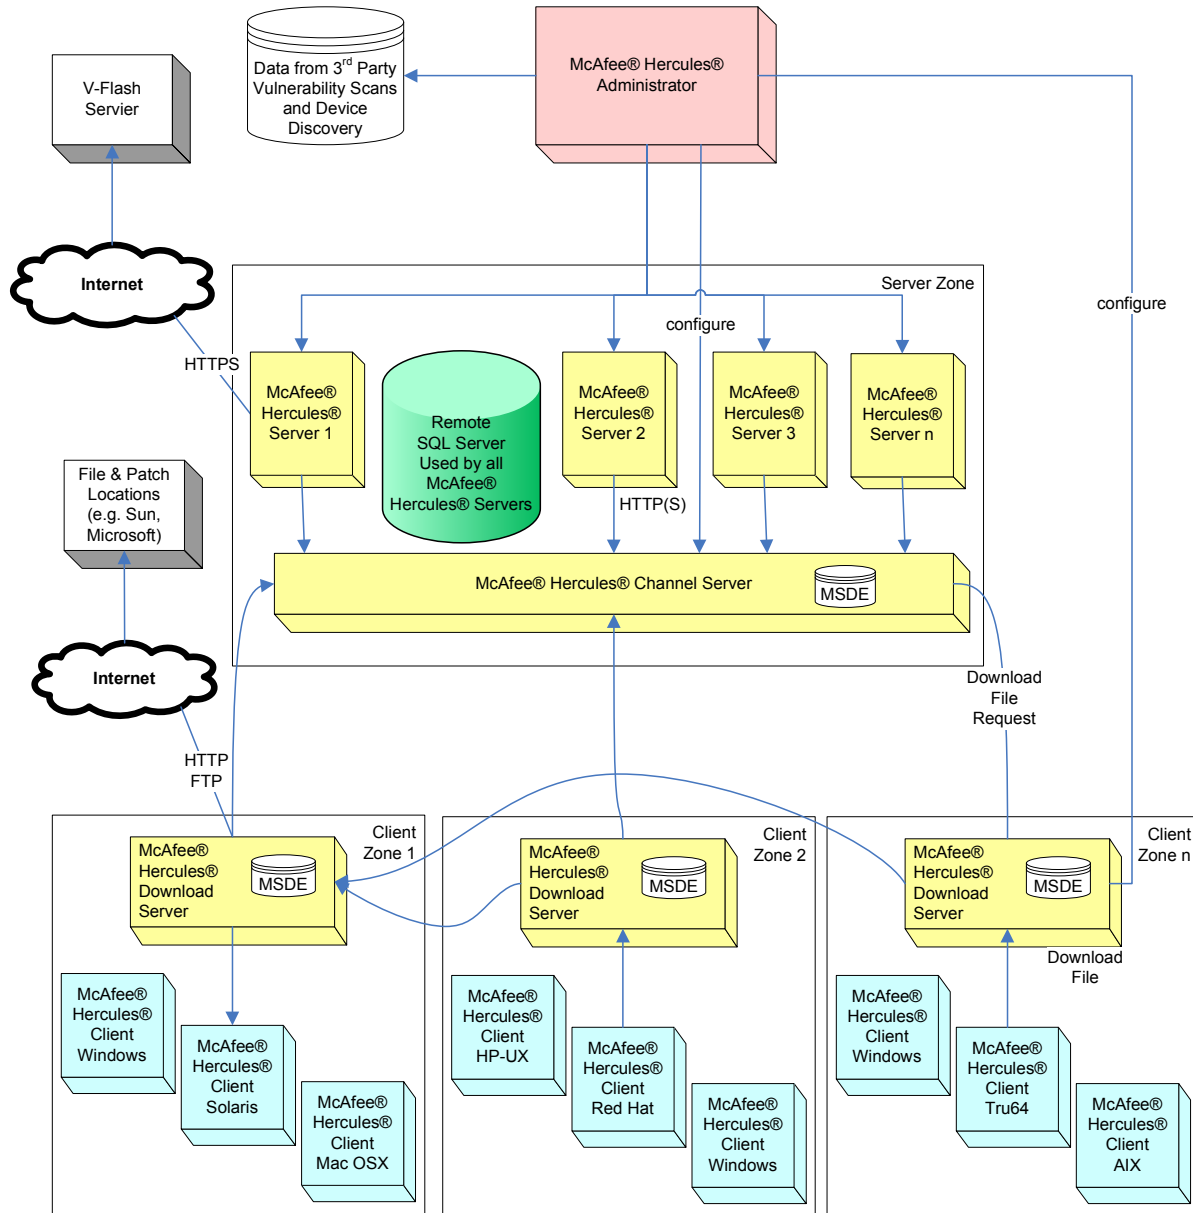 V-Flash
Servier
Data from 3rd Party
Vulnerability Scans
and Device
Discovery
McAfee® Hercules®
Administrator
Internet
Server Zone
configure
configure
HTTPS
McAfee®
Hercules®
Server 1
Remote
SQL Server
Used by all
McAfee®
Hercules® Servers
McAfee®
Hercules®
Server 2
McAfee®
Hercules®
Server 3
McAfee®
Hercules®
Server n
HTTP(S)
File & Patch
Locations
(e.g. Sun,
Microsoft)
McAfee® Hercules® Channel Server
MSDE
Internet
Download
File
Request
HTTP
FTP
Client
Zone 1
McAfee®
Hercules®
Download
Server
MSDE
Client
Zone 2
McAfee®
Hercules®
Download
Server
MSDE
Client
Zone n
McAfee®
Hercules®
Download
Server
MSDE
Download
File
McAfee®
Hercules®
Client
Windows
McAfee®
Hercules®
Client
Solaris
McAfee®
Hercules®
Client
Mac OSX
McAfee®
Hercules®
Client
HP-UX
McAfee®
Hercules®
Client
Red Hat
McAfee®
Hercules®
Client
Windows
McAfee®
Hercules®
Client
Windows
McAfee®
Hercules®
Client
Tru64
McAfee®
Hercules®
Client
AIX